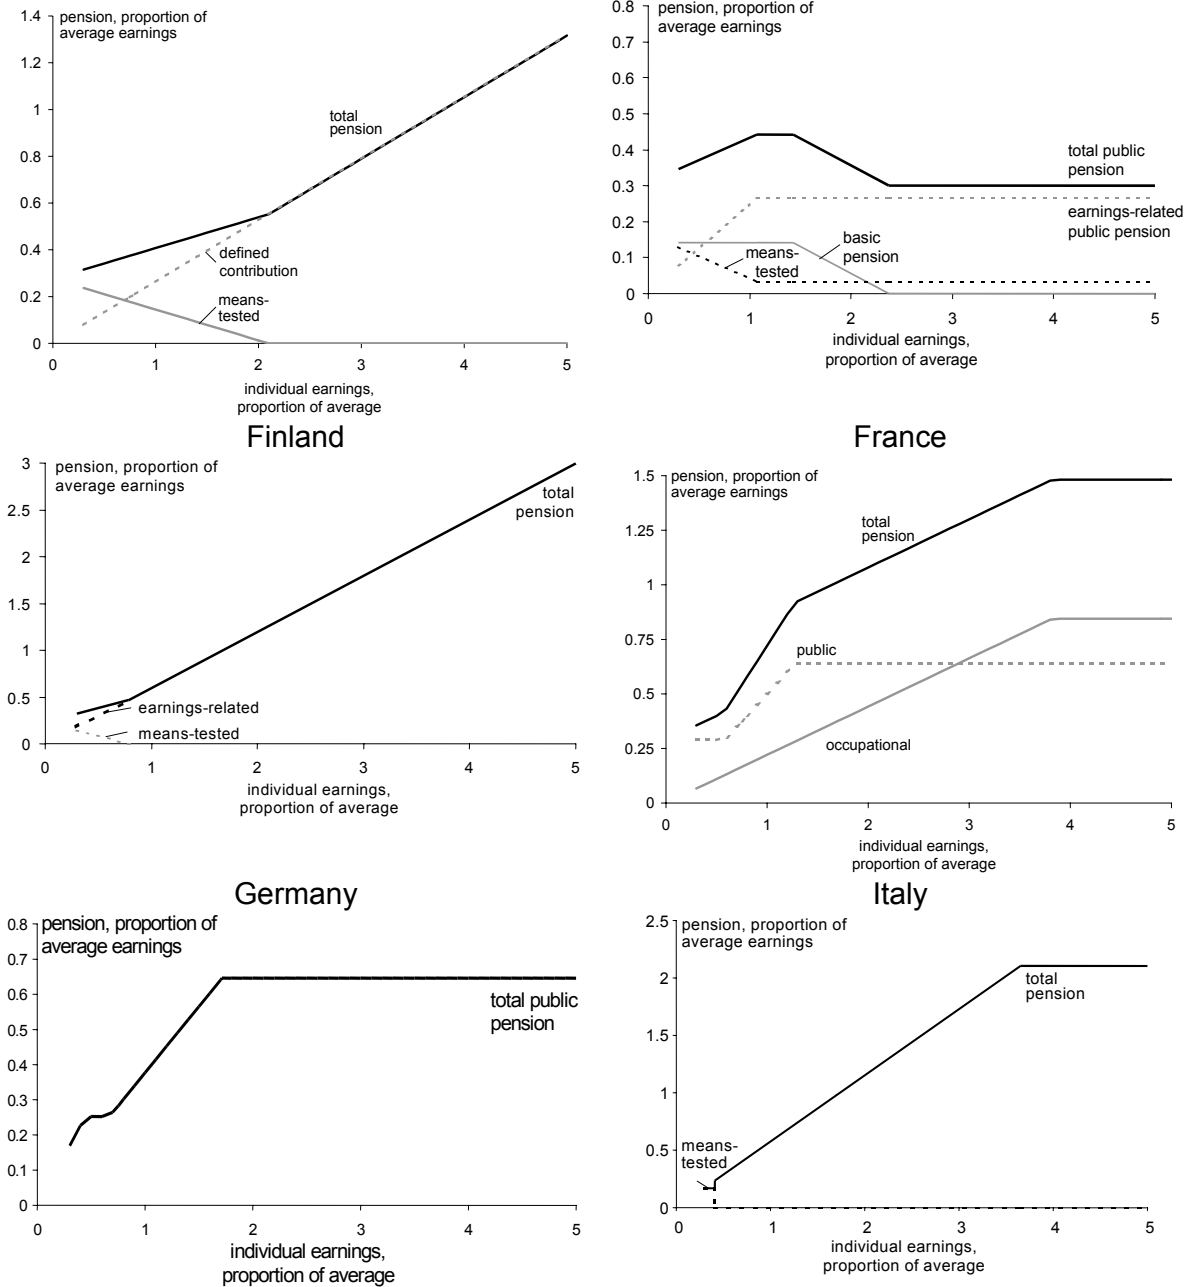 pension, proportion of
average earnings
1.4
1.2
1
0.8
0.6
0.4
0.2
0
total
pension
defined
contribution
means-
tested
0 1 2 3 4 5
individual earnings,
proportion of average
pension, proportion of
average earnings
0.8
0.7
0.6
0.5
0.4
0.3
0.2
0.1
0
total public
pension
earnings-related
public pension
basic
pension
means-
tested
0 1 2 3 4 5
individual earnings,
proportion of average
Finland
pension, proportion of
average earnings
3
2.5
2
1.5
1
0.5
0
total
pension
earnings-related
means-tested
0 1 2 3 4 5
individual earnings,
proportion of average
France
pension, proportion of
average earnings
1.5
1.25
1
0.75
0.5
0.25
0
total
pension
public
occupational
0 1 2 3 4 5
individual earnings,
proportion of average
Germany
pension, proportion of
average earnings
0.8
0.7
0.6
0.5
0.4
0.3
0.2
0.1
0
total public
pension
0 1 2 3 4 5
individual earnings,
proportion of average
Italy
pension, proportion of
average earnings
2.5
2
1.5
1
0.5
0
total
pension
means-
tested
0 1 2 3 4 5
individual earnings,
proportion of average